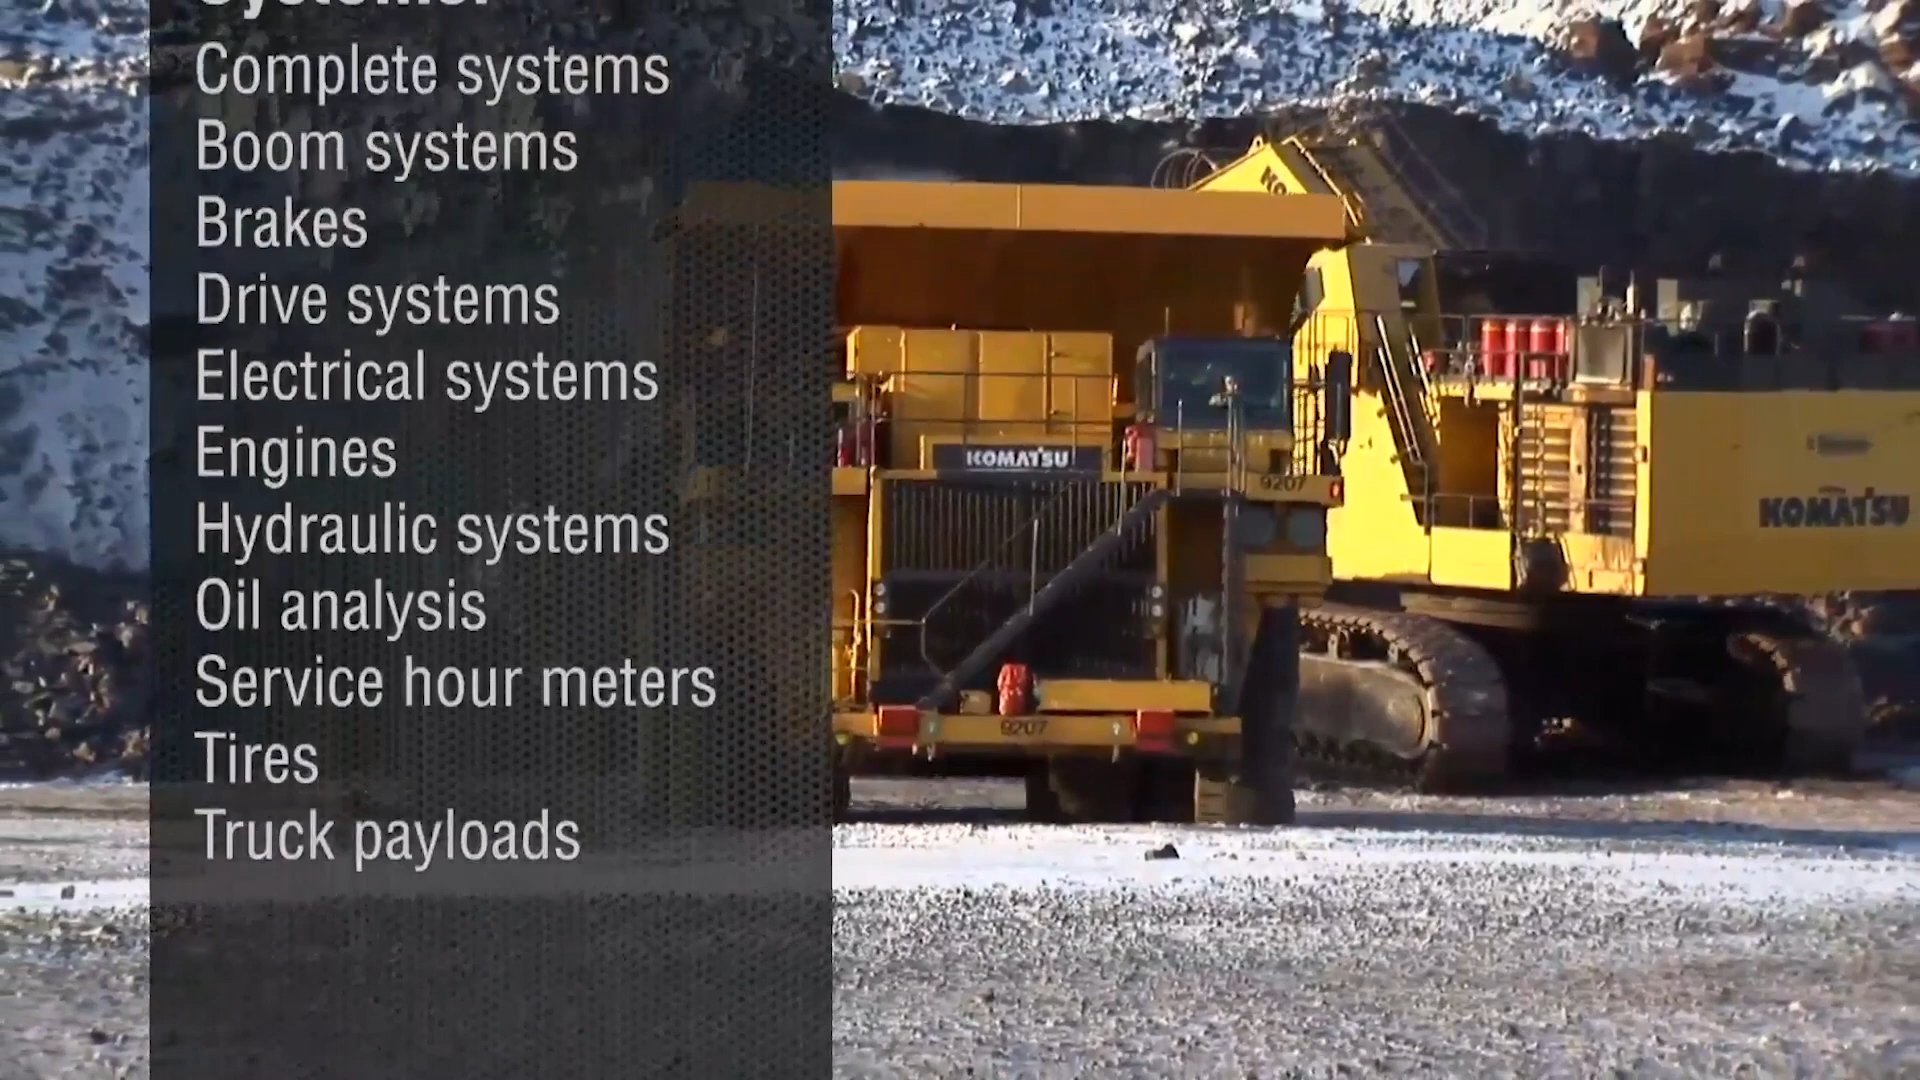 Systems:
Complete systems
Boom systems
Brakes
Drive systems
Electrical systems
Engines
Hydraulic systems
Oil analysis
Service hour meters
Tires
Truck payloads
KOMATSU
9207
9207
KOMATSU